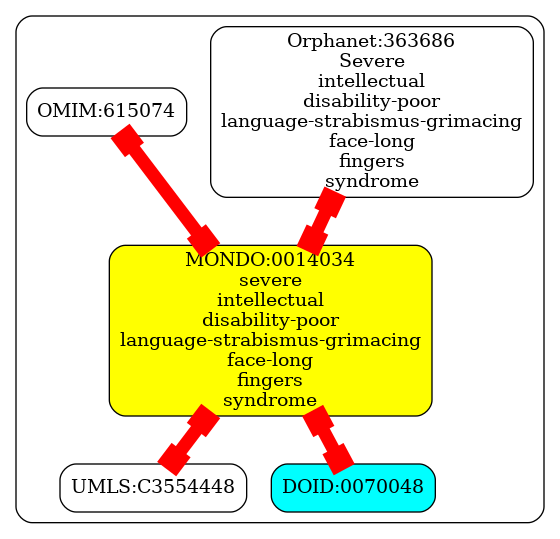 Orphanet:363686
Severe
intellectual
disability-poor
language-strabismus-grimacing
face-long
fingers
syndrome
OMIM:615074
MONDO:0014034
severe
intellectual
disability-poor
language-strabismus-grimacing
face-long
fingers
syndrome
UMLS:C3554448
DOID:0070048